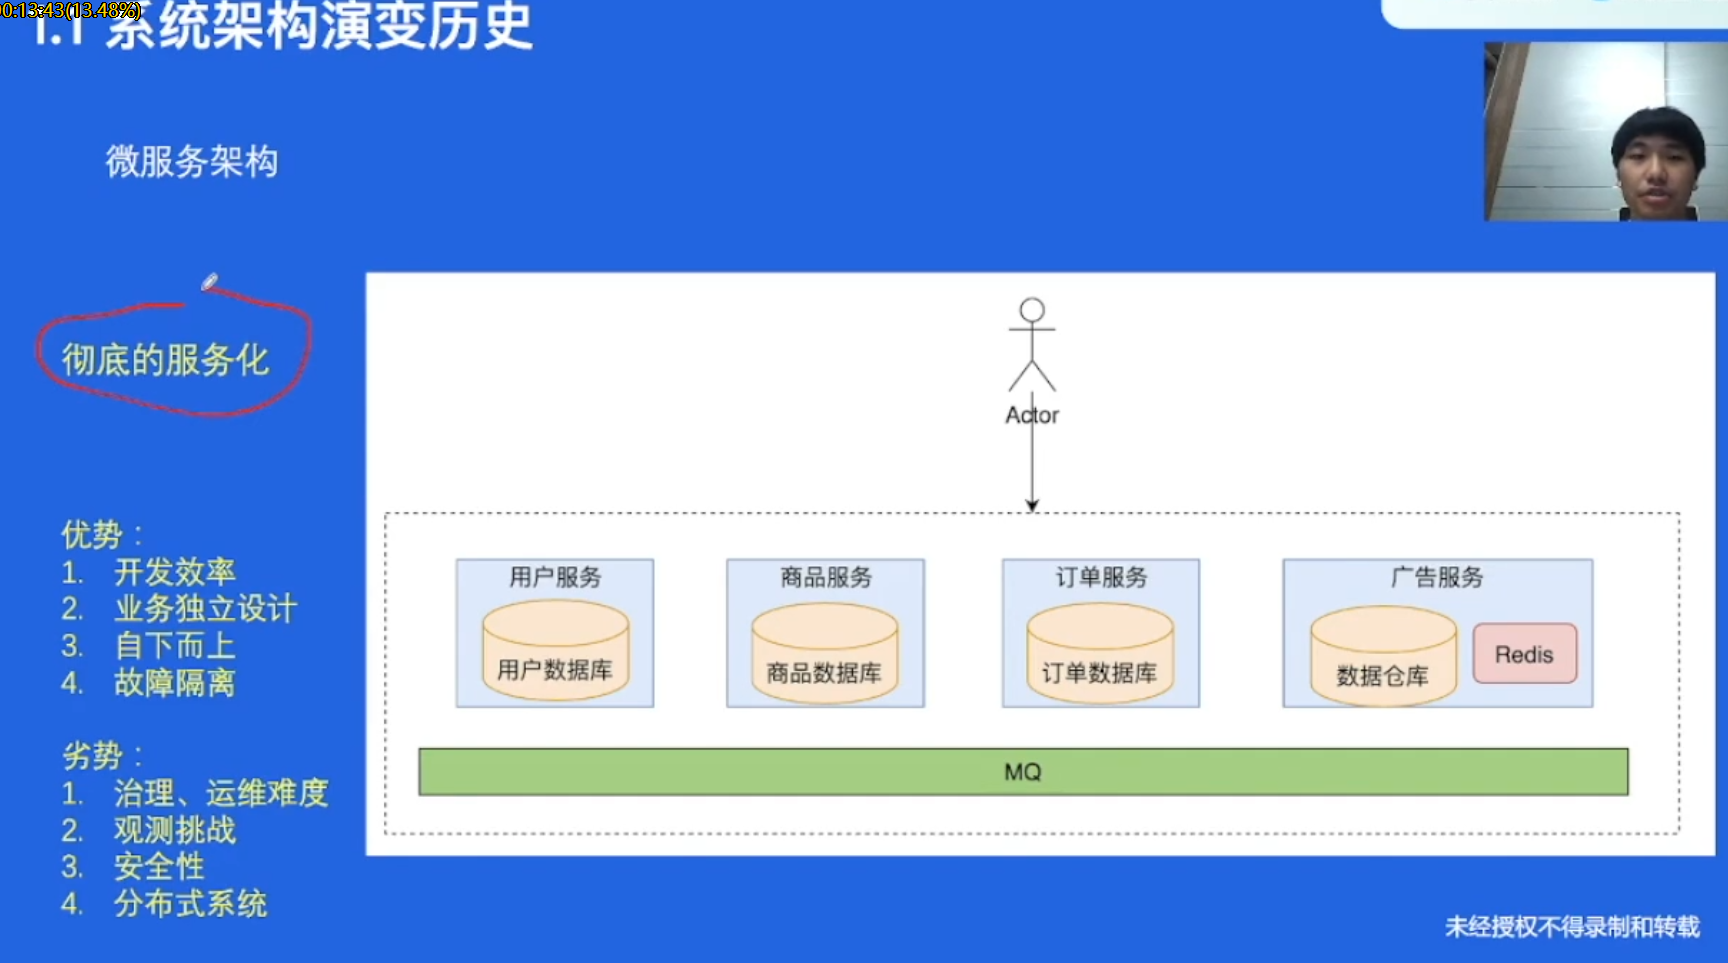 00:13:43(13.48%)
1.1 系统架构演变历史
微服务架构
彻底的服务化
Actor
优势：
1. 开发效率
2. 业务独立设计
3. 自下而上
4. 故障隔离
劣势：
1. 治理、运维难度
2. 观测挑战
3. 安全性
4. 分布式系统
用户服务
用户数据库
商品服务
商品数据库
订单服务
订单数据库
广告服务
数据仓库
Redis
MQ
未经授权不得录制和转载